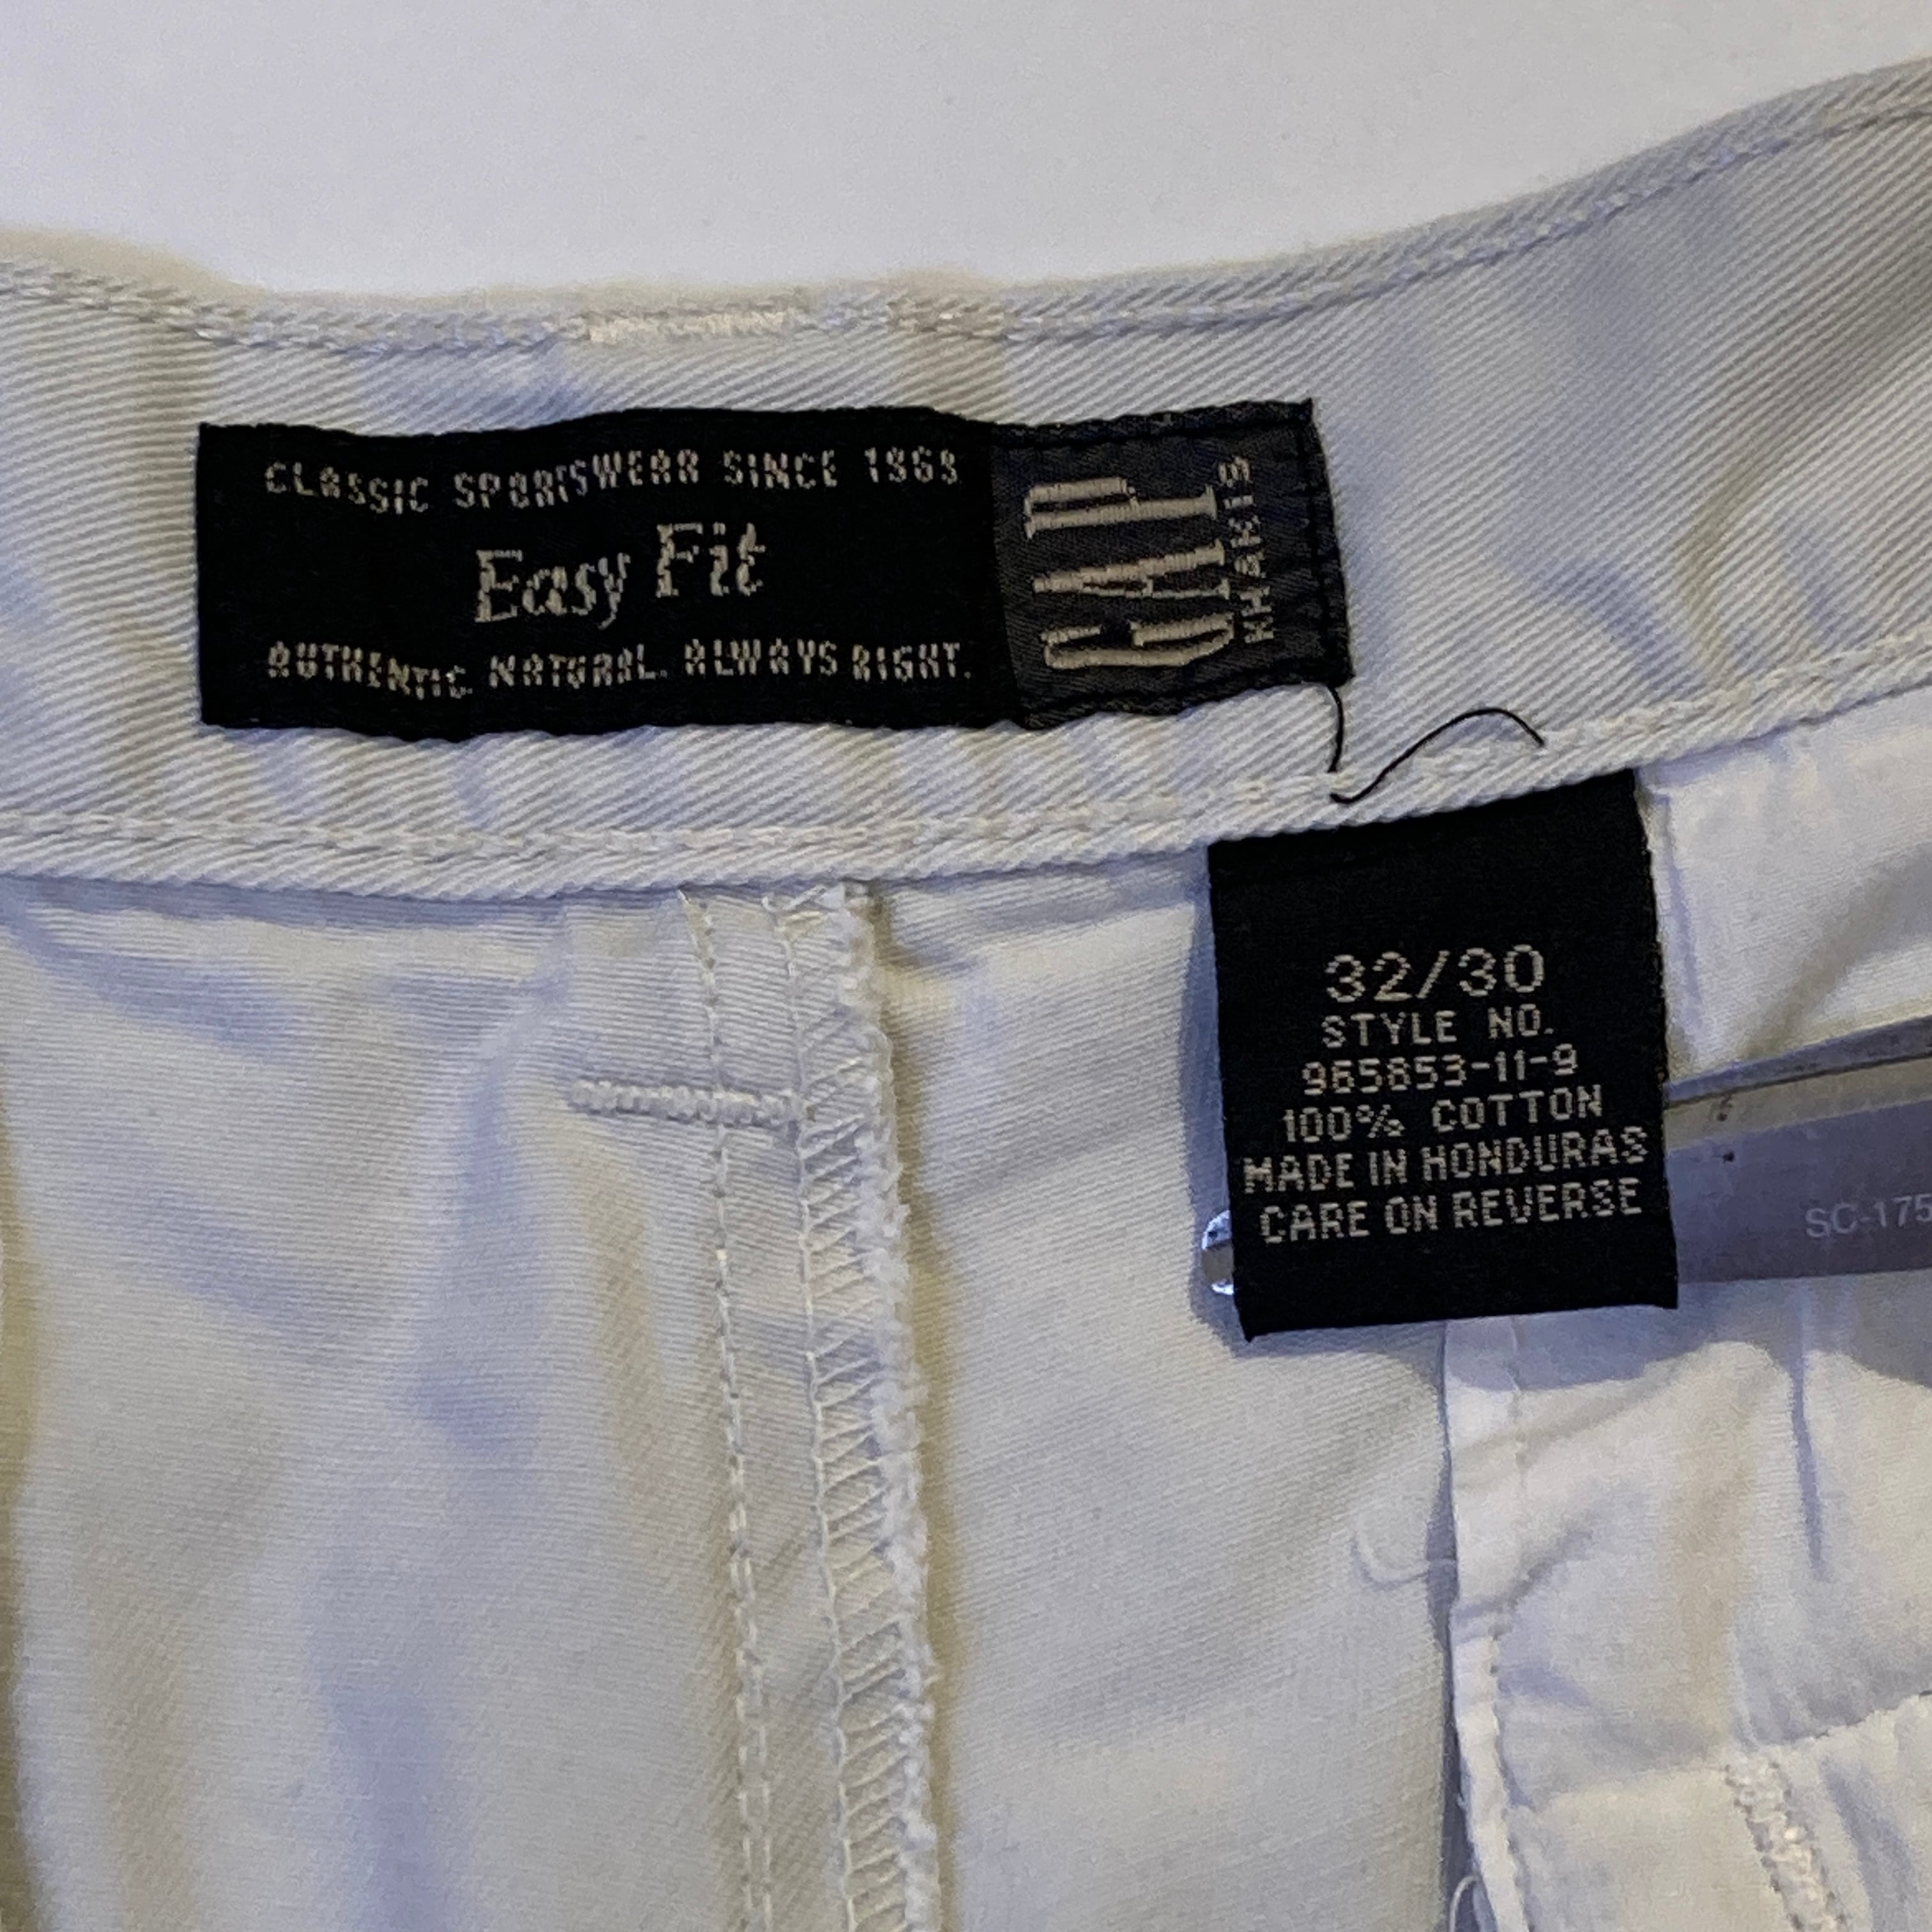 CLASSIC SPORTSWEAR SINCE 1969
Easy Fit
AUTHENTIC. NATURAL. ALWAYS RIGHT.
GAP
KHAKIS
32/30
STYLE NO.
965853-11-9
100% COTTON
MADE IN HONDURAS
CARE ON REVERSE
SC-175